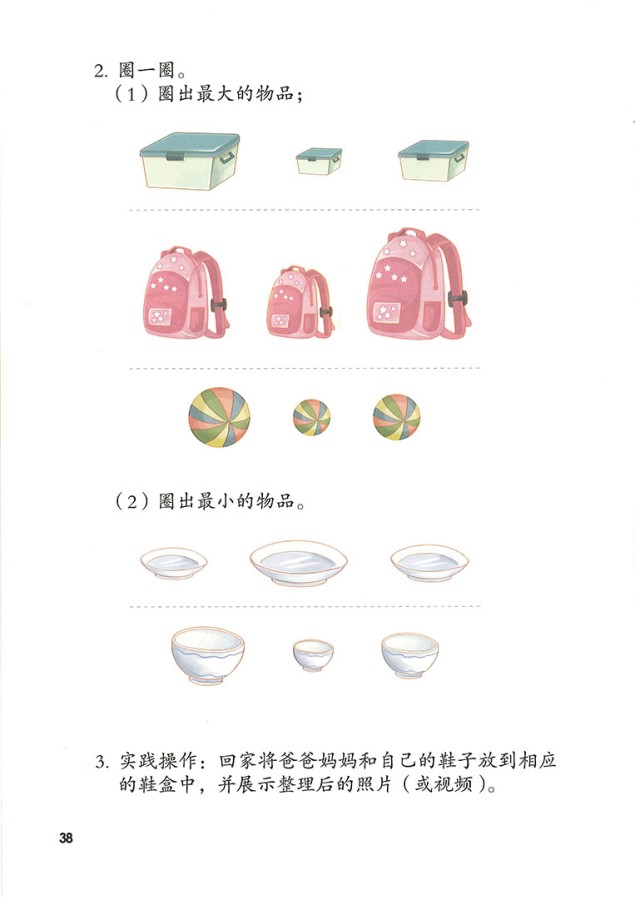 2. 圈一圈。
（1）圈出最大的物品；
（2）圈出最小的物品。
3. 实践操作：回家将爸爸妈妈和自己的鞋子放到相应
的鞋盒中，并展示整理后的照片（或视频）。
38